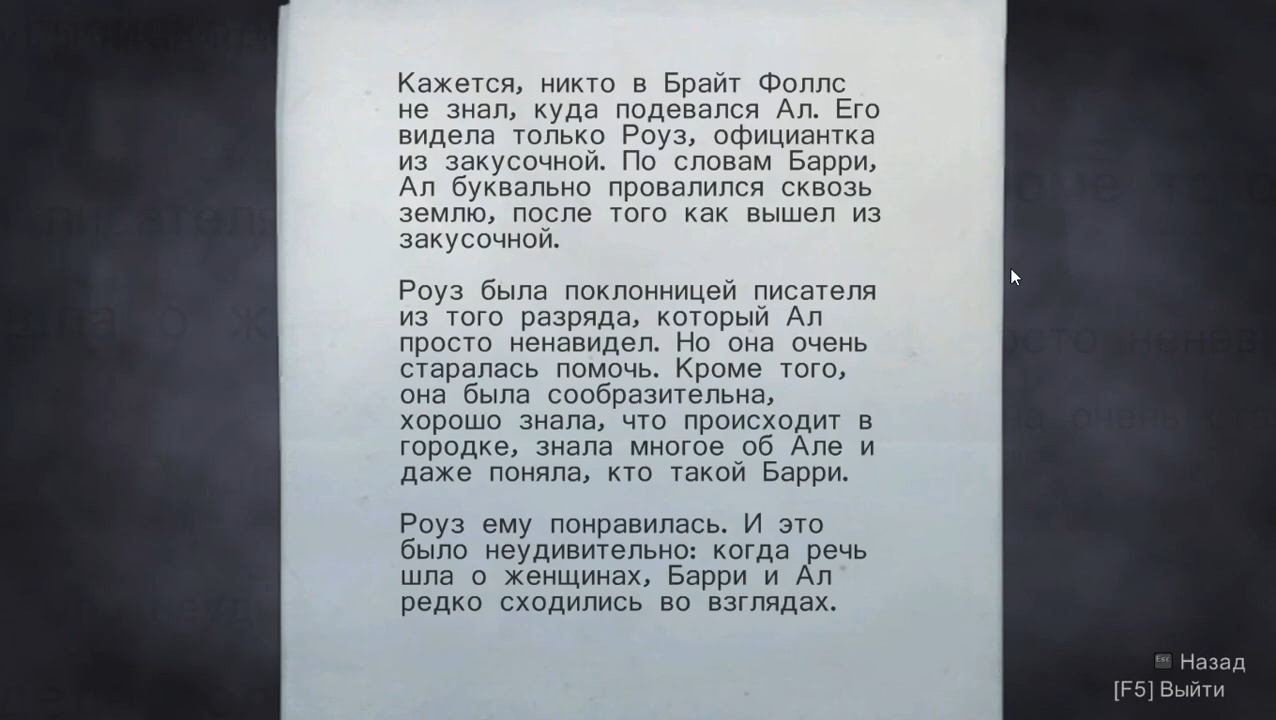 Кажется, никто в Брайт Фоллс
не знал, куда подевался Ал. Его
видела только Роуз, официантка
из закусочной. По словам Барри,
Ал буквально провалился сквозь
землю, после того как вышел из
закусочной.
Роуз была поклонницей писателя
из того разряда, который Ал
просто ненавидел. Но она очень
старалась помочь. Кроме того,
она была сообразительна,
хорошо знала, что происходит в
городке, знала многое об Але и
даже поняла, кто такой Барри.
Роуз ему понравилась. И это
было неудивительно: когда речь
шла о женщинах, Барри и Ал
редко сходились во взглядах.
Esc Назад
[F5] Выйти